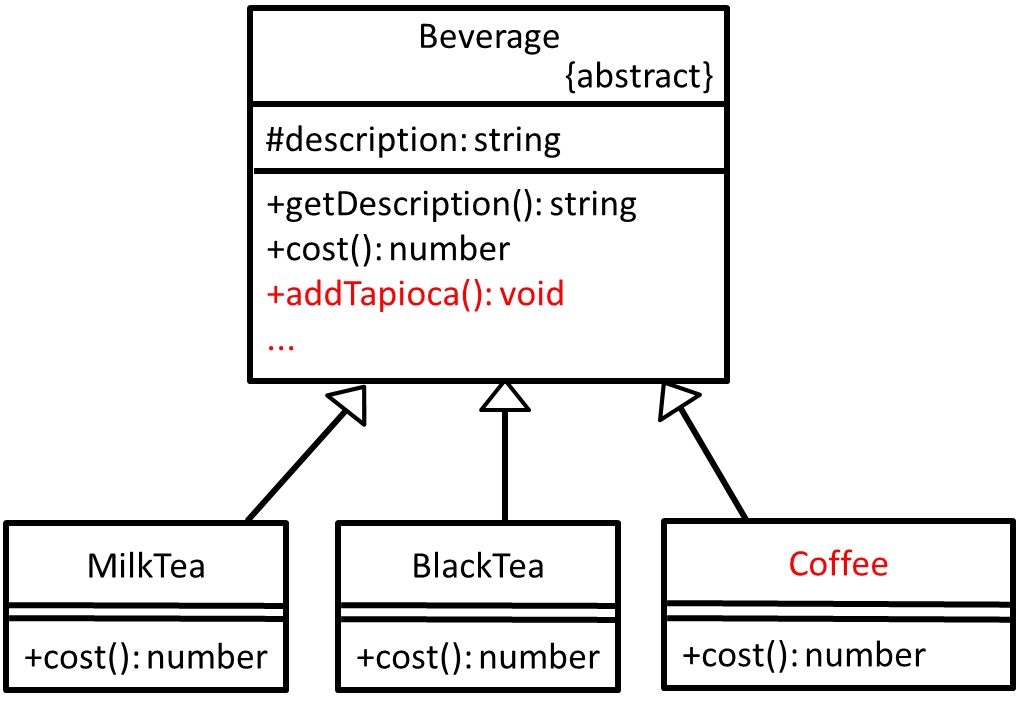 Beverage
{abstract}
#description: string
+getDescription(): string
+cost(): number
+addTapioca(): void
...
MilkTea
+cost(): number
BlackTea
+cost(): number
Coffee
+cost(): number